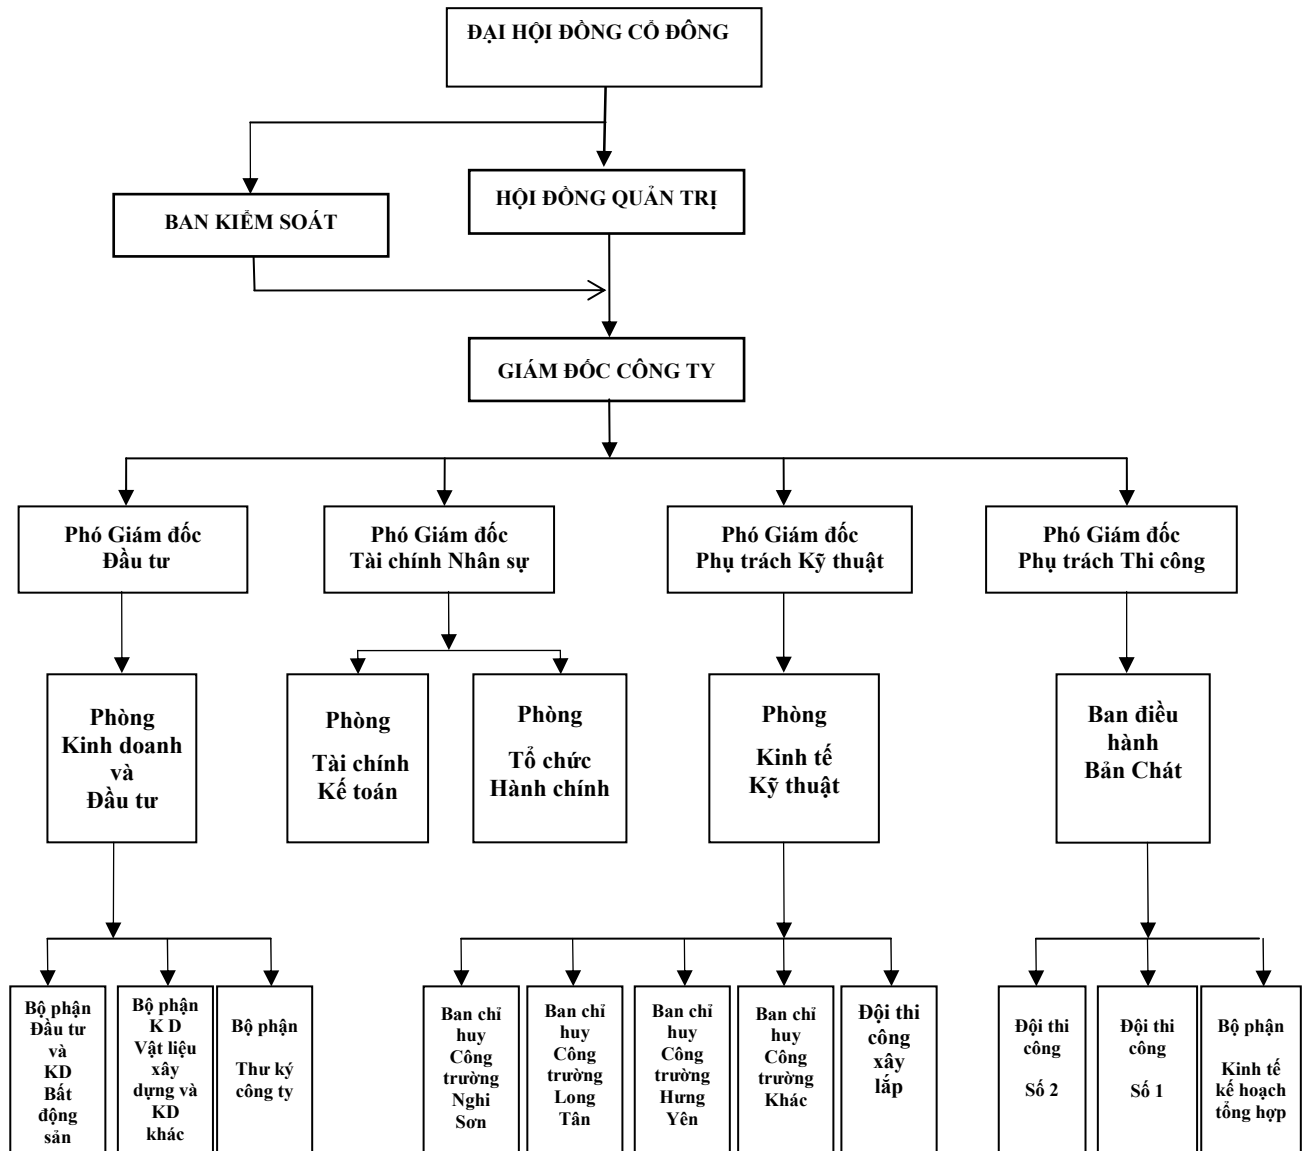 ĐẠI HỘI ĐỒNG CỔ ĐÔNG
HỘI ĐỒNG QUẢN TRỊ
BAN KIỂM SOÁT
GIÁM ĐỐC CÔNG TY
Phó Giám đốc
Đầu tư
Phó Giám đốc
Tài chính Nhân sự
Phó Giám đốc
Phụ trách Kỹ thuật
Phó Giám đốc
Phụ trách Thi công
Phòng
Kinh doanh
và
Đầu tư
Phòng
Tài chính
Kế toán
Phòng
Tổ chức
Hành chính
Phòng
Kinh tế
Kỹ thuật
Ban điều
hành
Bản Chát
Bộ phận
Đầu tư
và
KD
Bất
động
sản
Bộ phận
K D
Vật liệu
xây
dựng và
KD
khác
Bộ phận
Thư ký
công ty
Ban chỉ
huy
Công
trường
Nghi
Sơn
Ban chỉ
huy
Công
trường
Long
Tân
Ban chỉ
huy
Công
trường
Hưng
Yên
Ban chỉ
huy
Công
trường
Khác
Đội thi
công
xây
lắp
Đội thi
công
Số 2
Đội thi
công
Số 1
Bộ phận
Kinh tế
kế hoạch
tổng hợp